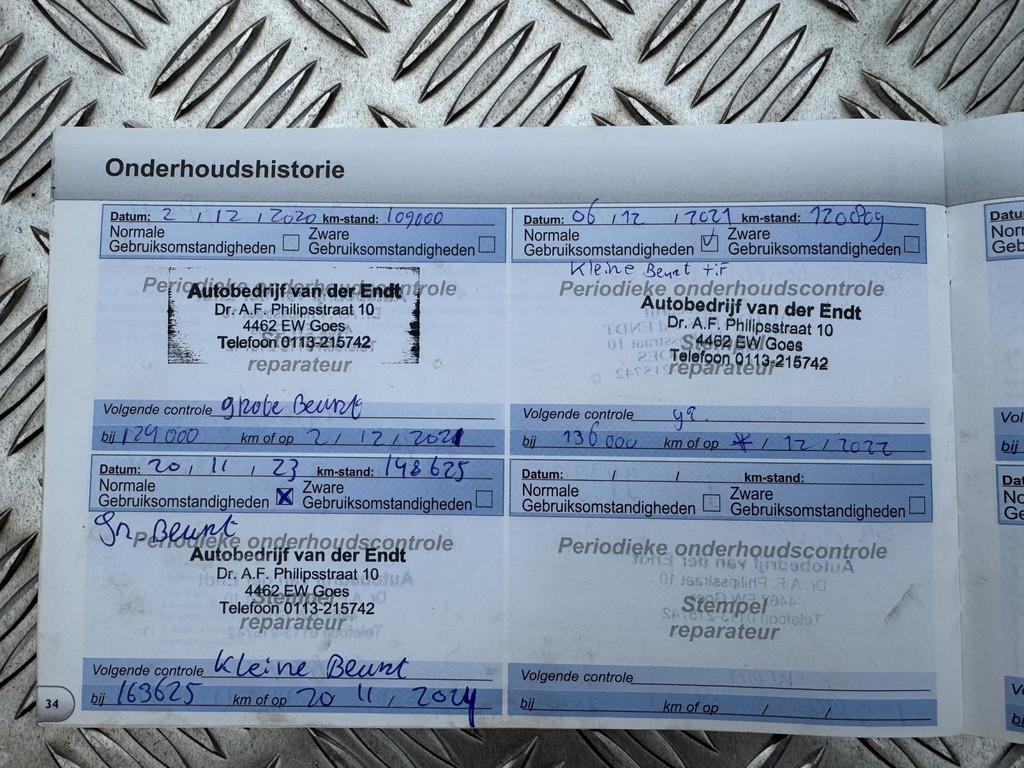 Onderhoudshistorie
Datum: 2 / 12 / 2020 km-stand: 109000
Normale Gebruiksomstandigheden Zware Gebruiksomstandigheden
Periodieke onderhoudscontrole
Autobedrijf van der Endt
Dr. A.F. Philipsstraat 10
4462 EW Goes
Stempel
Telefoon 0113-215742
reparateur
Volgende controle grote Beurt
bij 129000 km of op 2 / 12 / 2021
Datum: 06 / 12 / 2021 km-stand:
Normale Gebruiksomstandigheden Zware Gebruiksomstandigheden
Kleine Beurt + iF
Periodieke onderhoudscontrole
Autobedrijf van der Endt
Dr. A.F. Philipsstraat 10
4462 EW Goes
Stempel
Telefoon 0113-215742
reparateur
Volgende controle
bij 136000 km of op * / 12 / 2022
Datum: 20 / 11 / 23 km-stand: 148625
Normale Gebruiksomstandigheden Zware Gebruiksomstandigheden
gr. Beurt
Periodieke onderhoudscontrole
Autobedrijf van der Endt
Dr. A.F. Philipsstraat 10
4462 EW Goes
Stempel
Telefoon 0113-215742
reparateur
Volgende controle Kleine Beurt
bij 163625 km of op 20 11 / 2024
Datum: / / km-stand:
Normale Gebruiksomstandigheden Zware Gebruiksomstandigheden
Periodieke onderhoudscontrole
Stempel
reparateur
Volgende controle
bij km of op / /
34